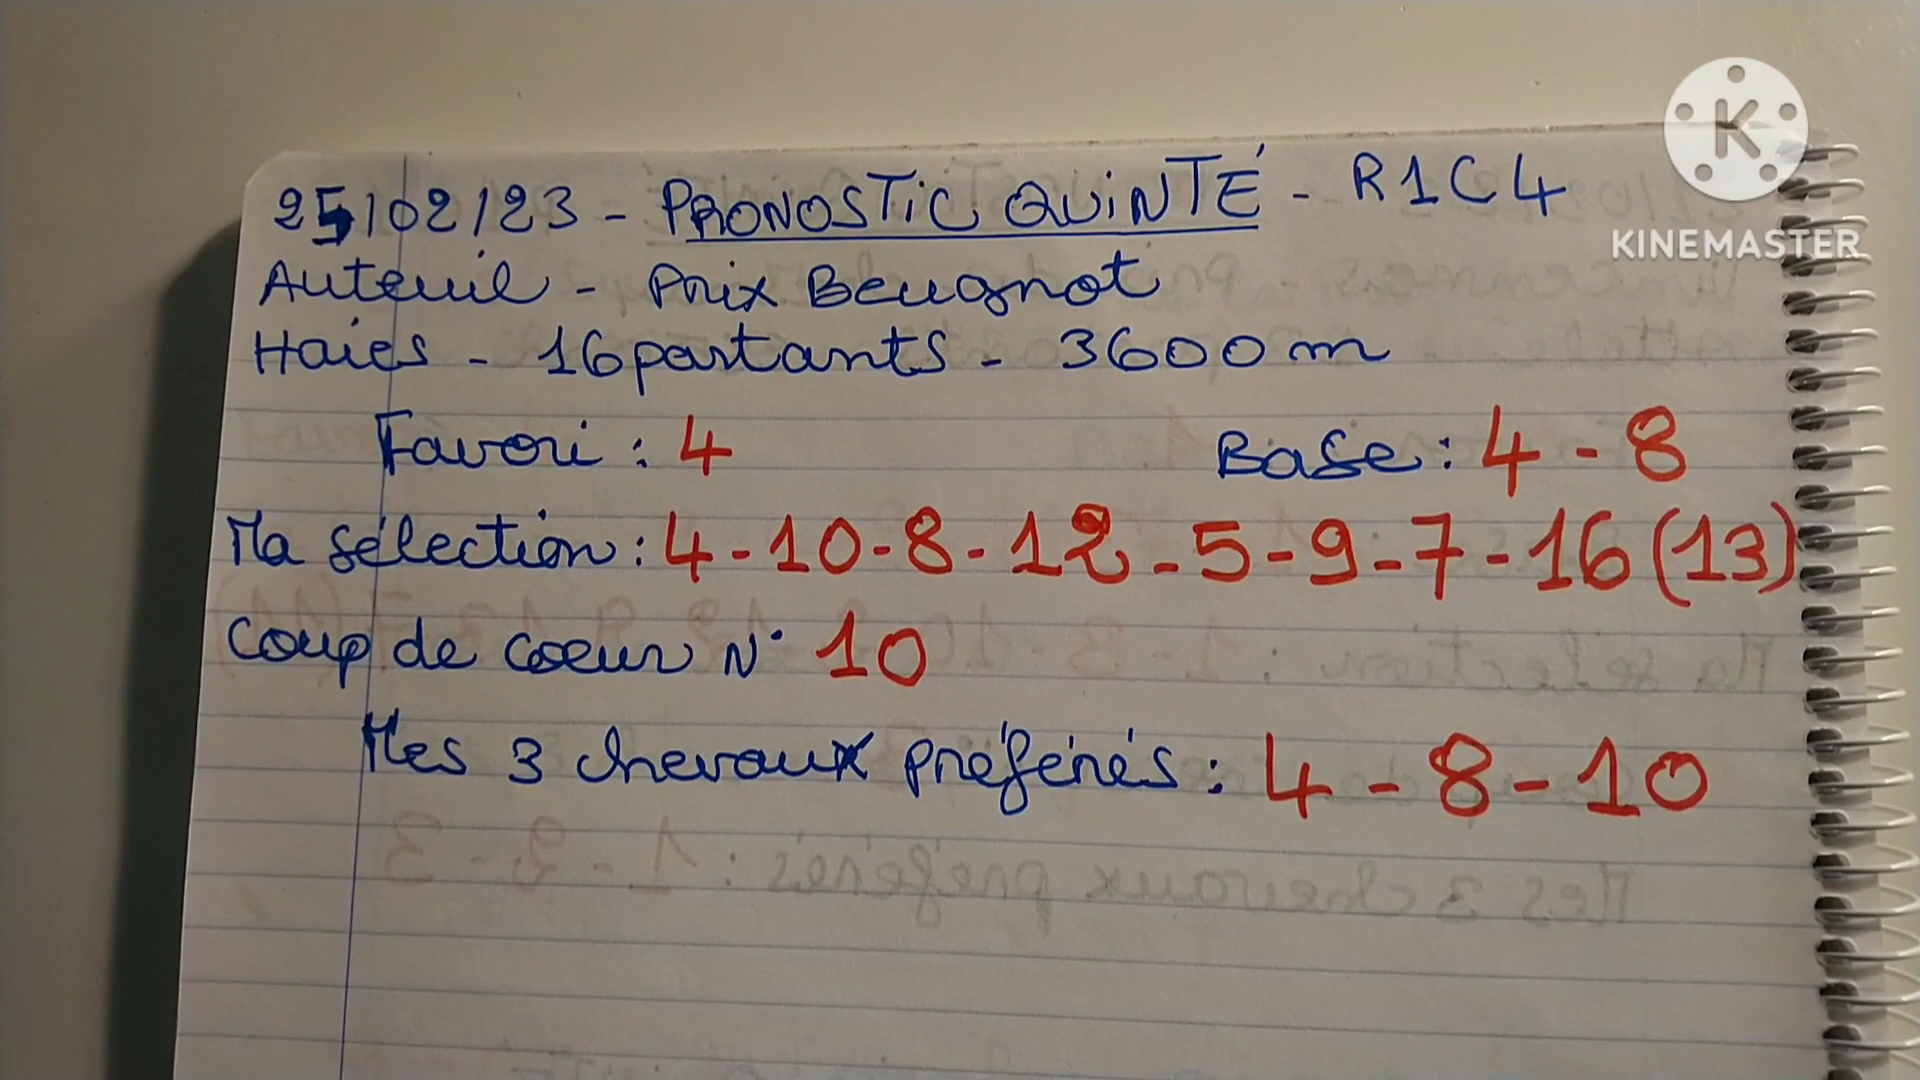 25/02/23 - PRONOSTIC QUINTÉ - R1C4
Auteuil - Prix Beugnot
Haies - 16 partants - 3600m
Favori : 4 Base : 4 - 8
Ma sélection : 4 - 10 - 8 - 12 - 5 - 9 - 7 - 16 (13)
Coup de coeur N° 10
Mes 3 chevaux préférés : 4 - 8 - 10
K
KINEMASTER